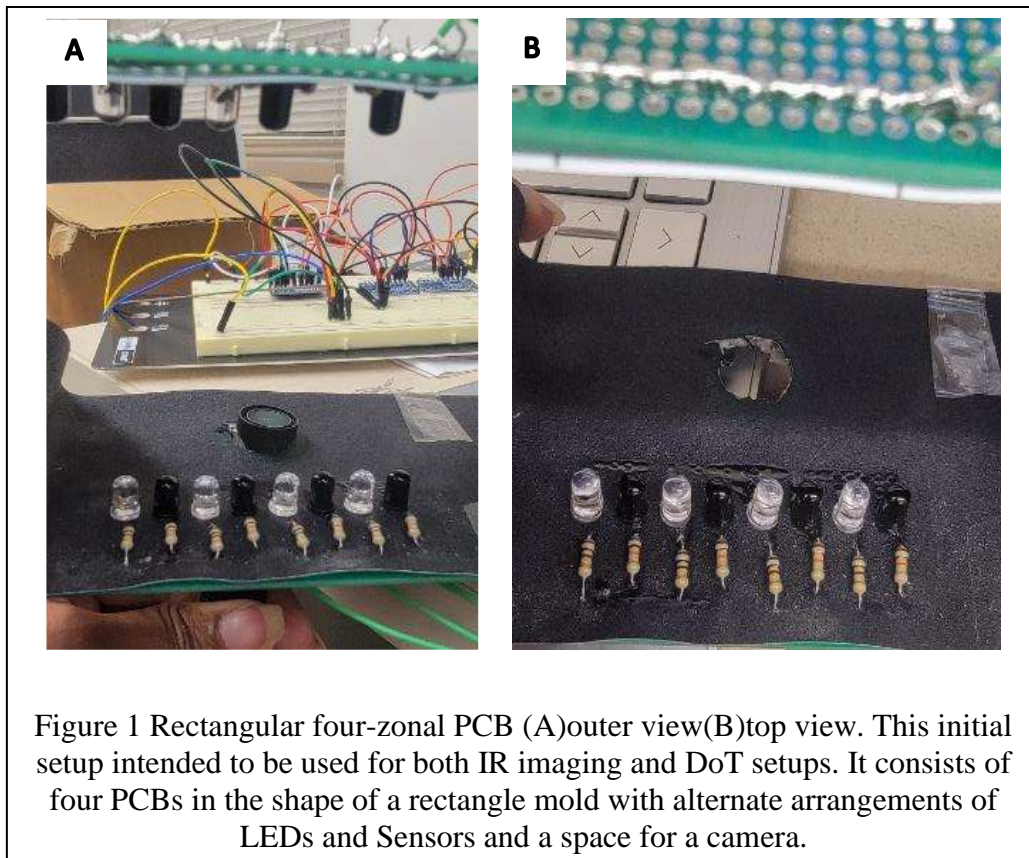 A
B
Figure 1 Rectangular four-zonal PCB (A)outer view(B)top view. This initial
setup intended to be used for both IR imaging and DoT setups. It consists of
four PCBs in the shape of a rectangle mold with alternate arrangements of
LEDs and Sensors and a space for a camera.